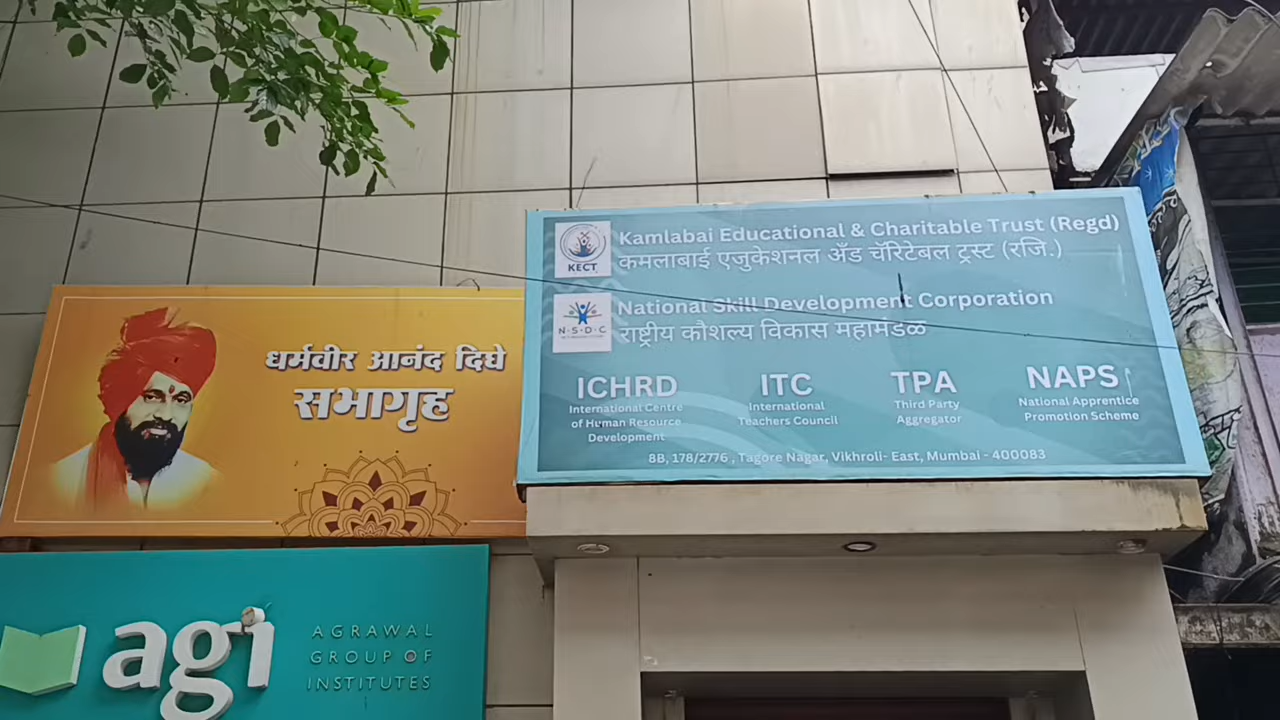 धर्मवीर आनंद दिघे
सभागृह
agi
AGRAWAL
GROUP OF
INSTITUTES
KECT
Kamlabai Educational & Charitable Trust (Regd)
कमलाबाई एजुकेशनल अँड चॅरिटेबल ट्रस्ट (रजि.)
N·S·D·C
National Skill Development Corporation
राष्ट्रीय कौशल्य विकास महामंडळ
ICHRD
International Centre
of Human Resource
Development
ITC
International
Teachers Council
TPA
Third Party
Aggregator
NAPS
National Apprentice
Promotion Scheme
8B, 178/2776 , Tagore Nagar, Vikhroli- East, Mumbai - 400083